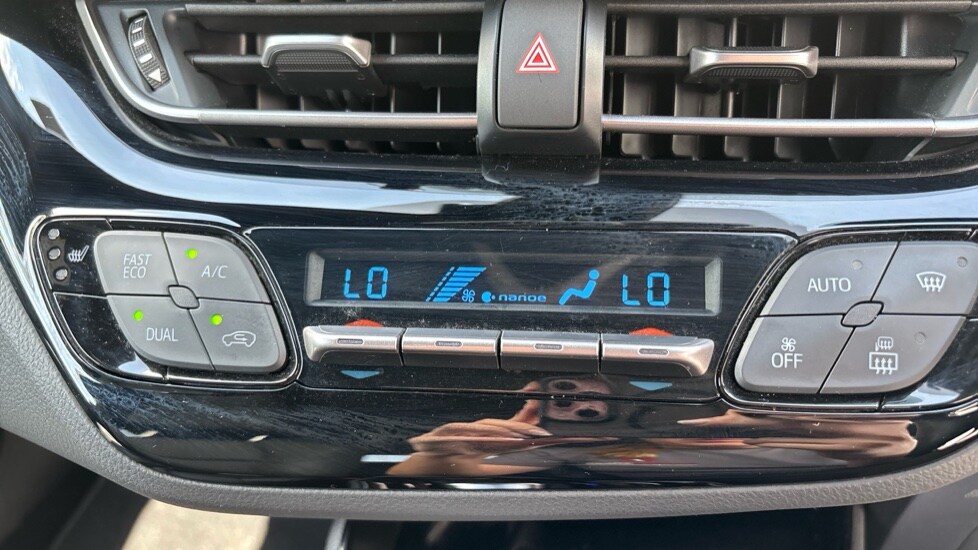 FAST
ECO
A/C
DUAL
LO
nanoe
LO
AUTO
OFF